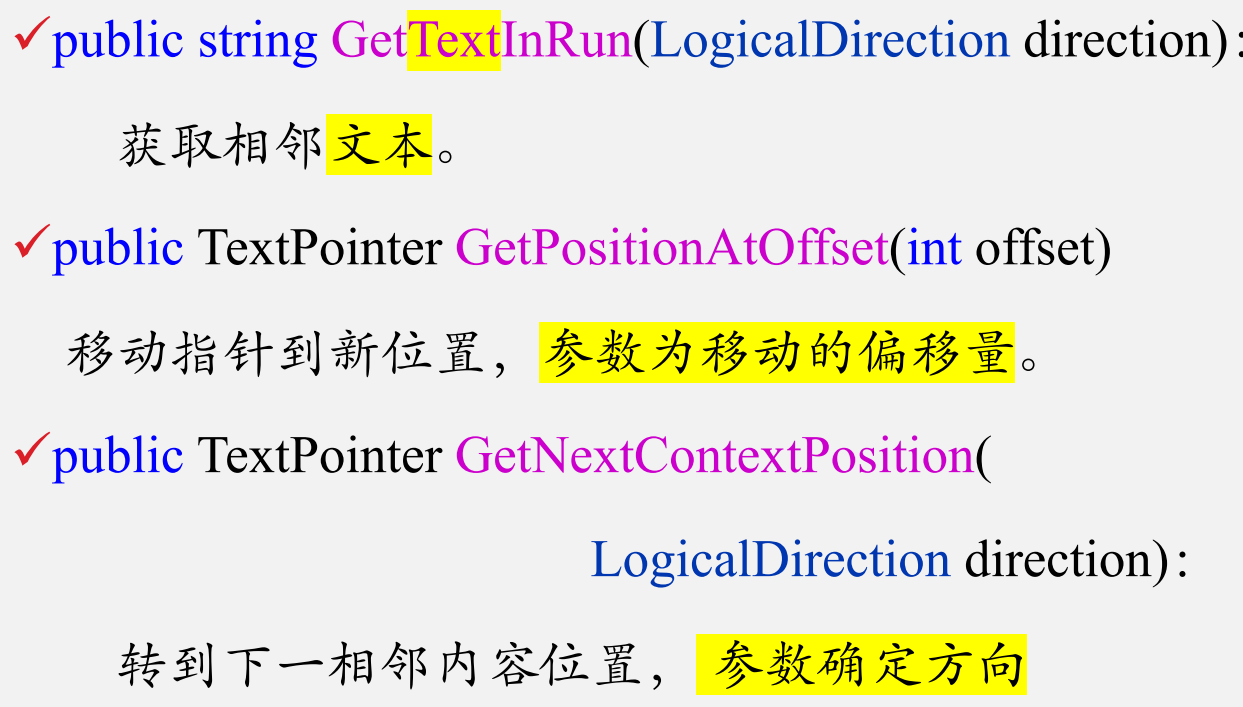 ✓public string GetTextInRun(LogicalDirection direction):
获取相邻文本。
✓public TextPointer GetPositionAtOffset(int offset)
移动指针到新位置，参数为移动的偏移量。
✓public TextPointer GetNextContextPosition(
LogicalDirection direction):
转到下一相邻内容位置， 参数确定方向